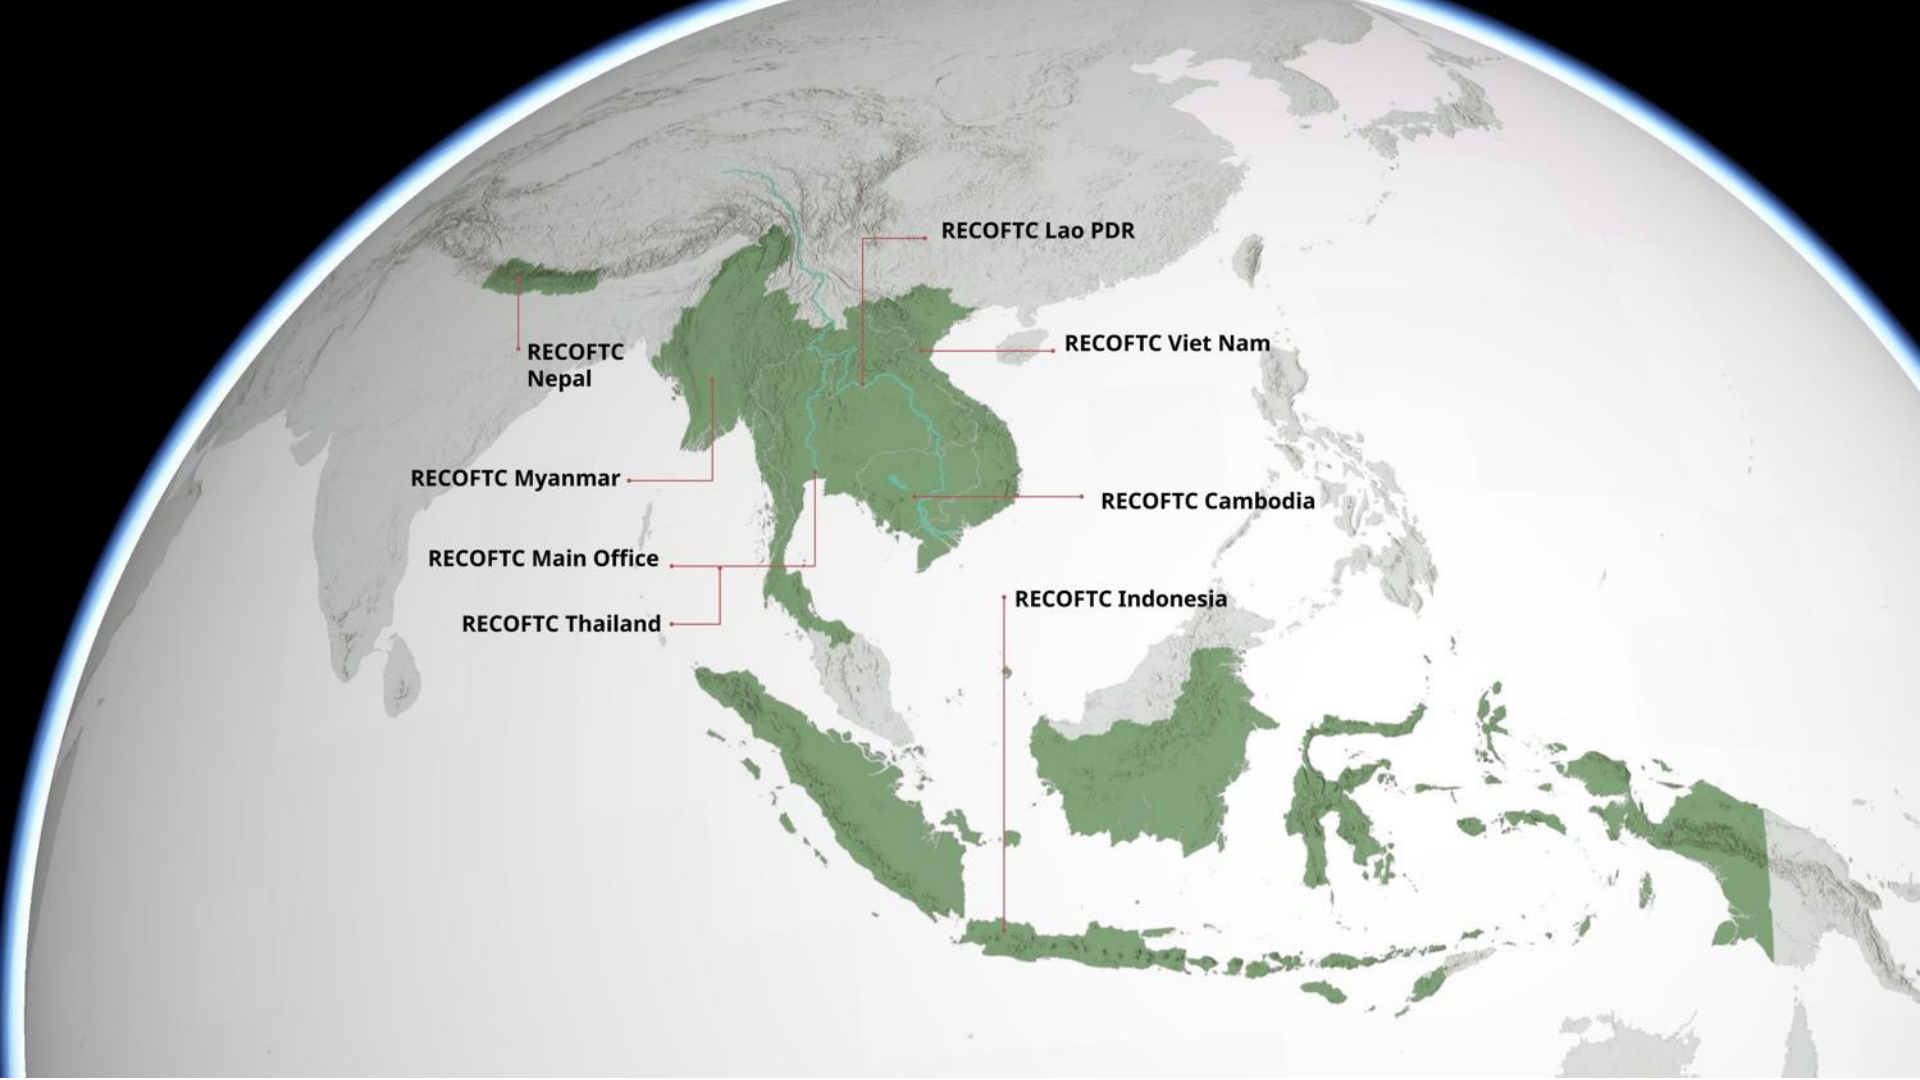 RECOFTC Lao PDR
RECOFTC Viet Nam
RECOFTC
Nepal
RECOFTC Myanmar
RECOFTC Cambodia
RECOFTC Main Office
RECOFTC Indonesia
RECOFTC Thailand